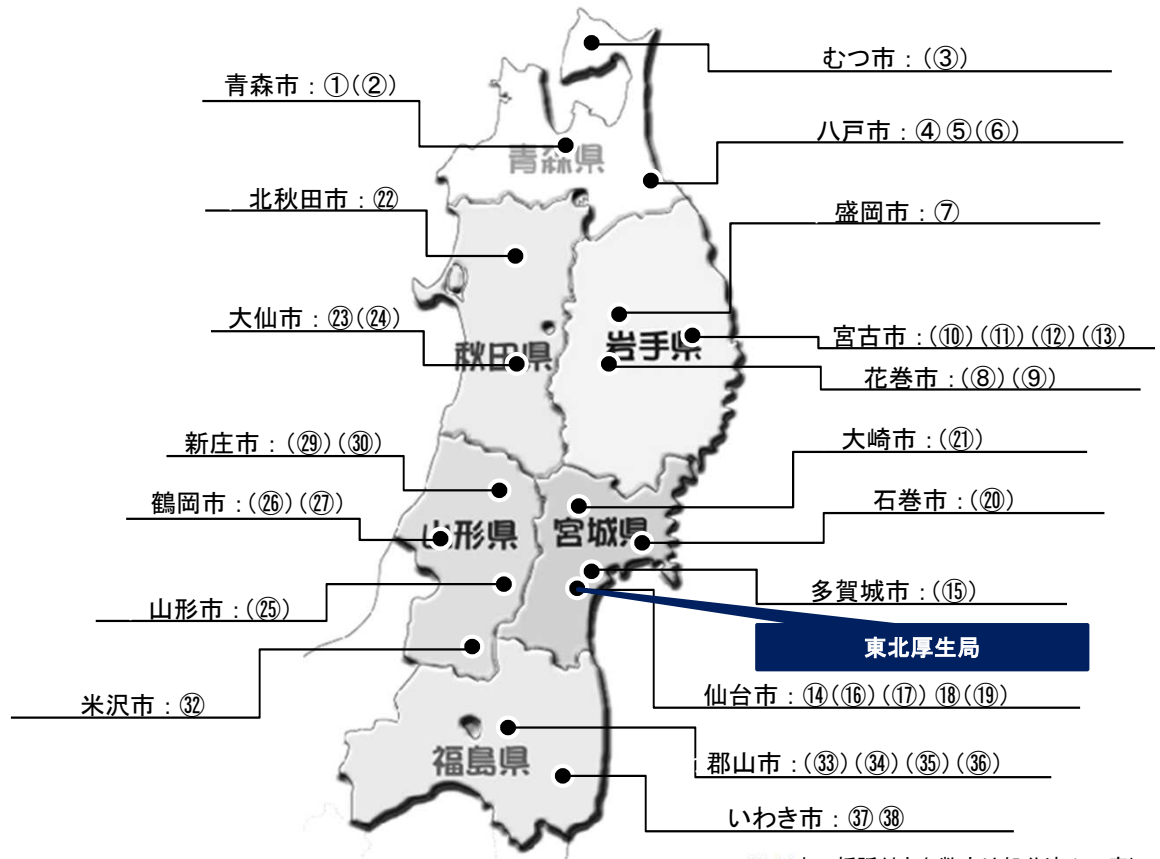 むつ市：(③)
青森市：①(②)
八戸市：④⑤(⑥)
青森県
北秋田市：㉒
盛岡市：⑦
大仙市：㉓(㉔)
宮古市：(⑩)(⑪)(⑫)(⑬)
岩手県
秋田県
花巻市：(⑧)(⑨)
新庄市：(㉙)(㉚)
大崎市：(㉑)
鶴岡市：(㉖)(㉗)
石巻市：(⑳)
山形県
宮城県
山形市：(㉕)
多賀城市：(⑮)
東北厚生局
米沢市：㉜
仙台市：⑭(⑯)(⑰)⑱(⑲)
福島県
郡山市：(㉝)(㉞)(㉟)(㊱)
いわき市：㊲㊳